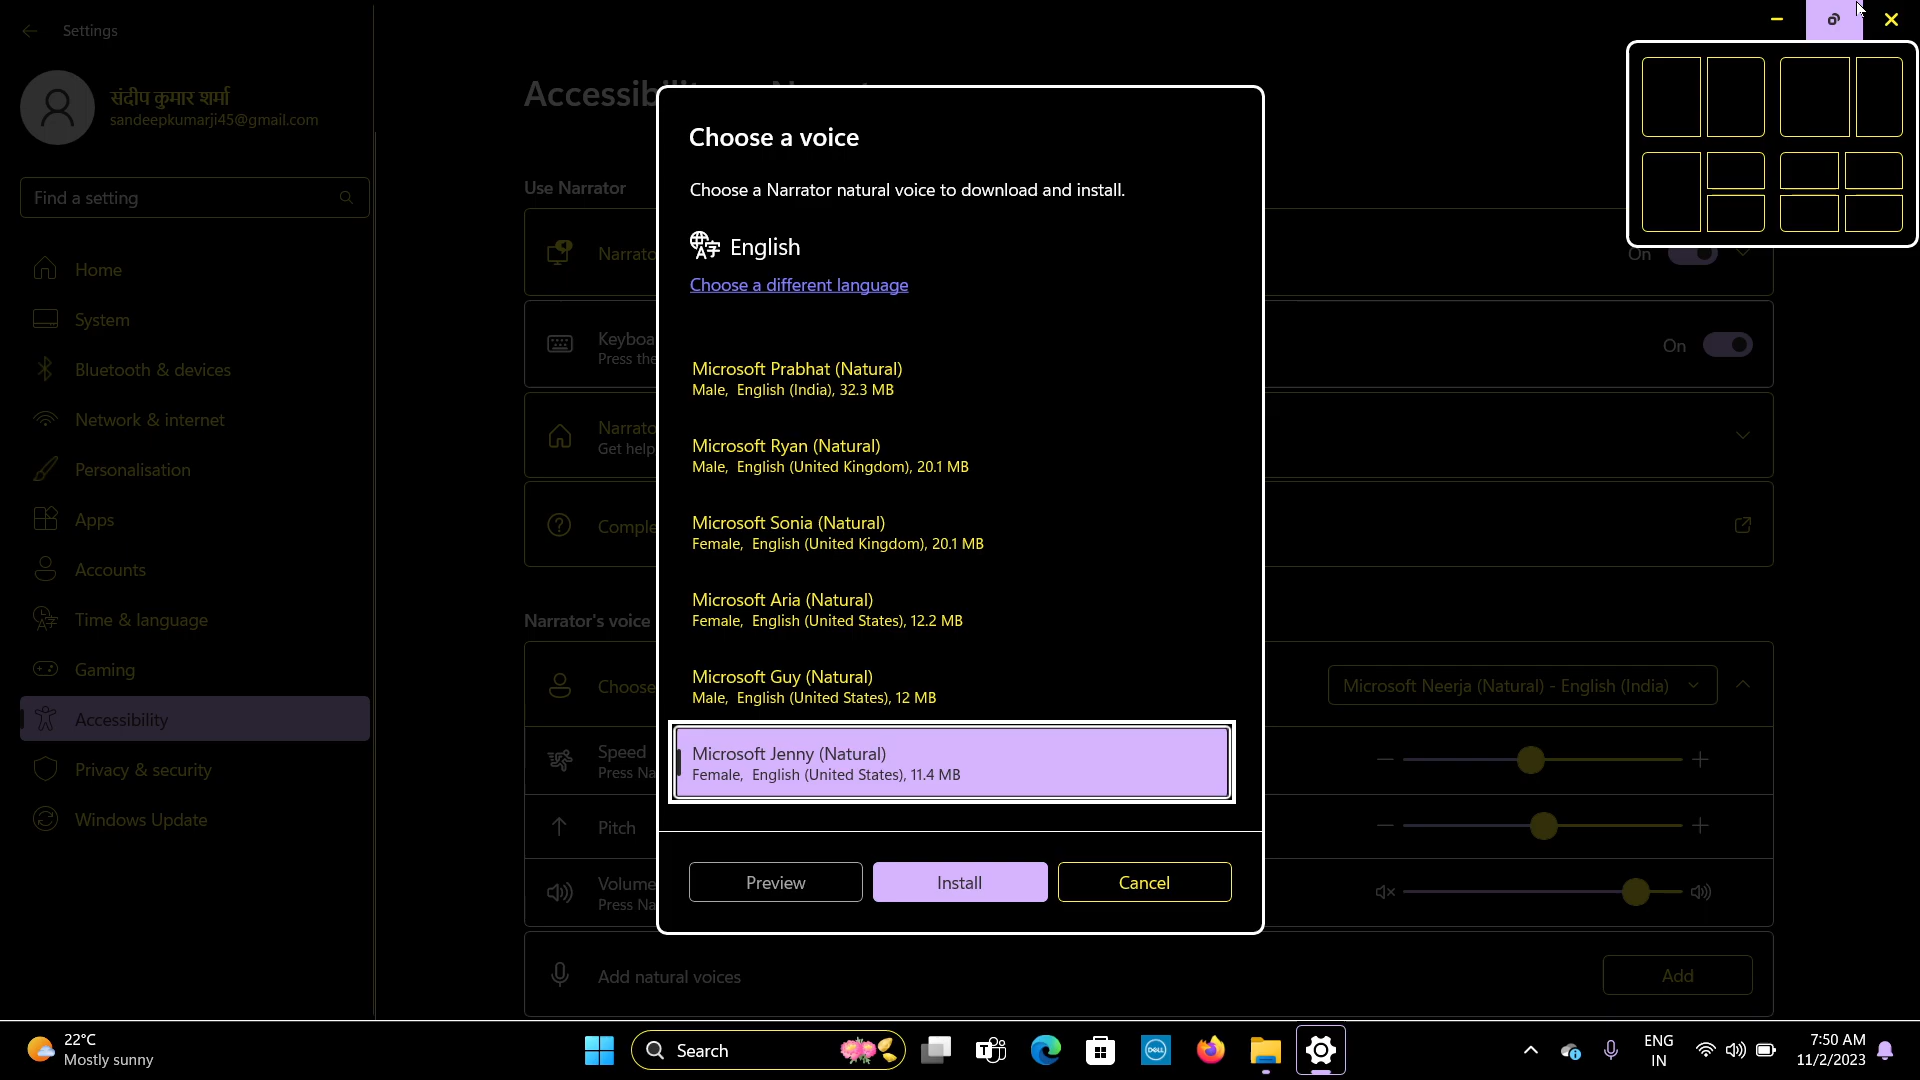 Settings
संदीप कुमार शर्मा
sandeepkumarji45@gmail.com
Find a setting
Home
System
Bluetooth & devices
Network & internet
Personalisation
Apps
Accounts
Time & language
Gaming
Accessibility
Privacy & security
Windows Update
Use Narrator
On
On
Press the
Get help
Narrator's voice
Choose
Microsoft Neerja (Natural) - English (India)
Speed
Press Na
Pitch
Volume
Press Na
Add natural voices
Add
Choose a voice
Choose a Narrator natural voice to download and install.
English
Choose a different language
Microsoft Prabhat (Natural)
Male, English (India), 32.3 MB
Microsoft Ryan (Natural)
Male, English (United Kingdom), 20.1 MB
Microsoft Sonia (Natural)
Female, English (United Kingdom), 20.1 MB
Microsoft Aria (Natural)
Female, English (United States), 12.2 MB
Microsoft Guy (Natural)
Male, English (United States), 12 MB
Microsoft Jenny (Natural)
Female, English (United States), 11.4 MB
Preview
Install
Cancel
22°C
Mostly sunny
Search
DELL
ENG
IN
7:50 AM
11/2/2023